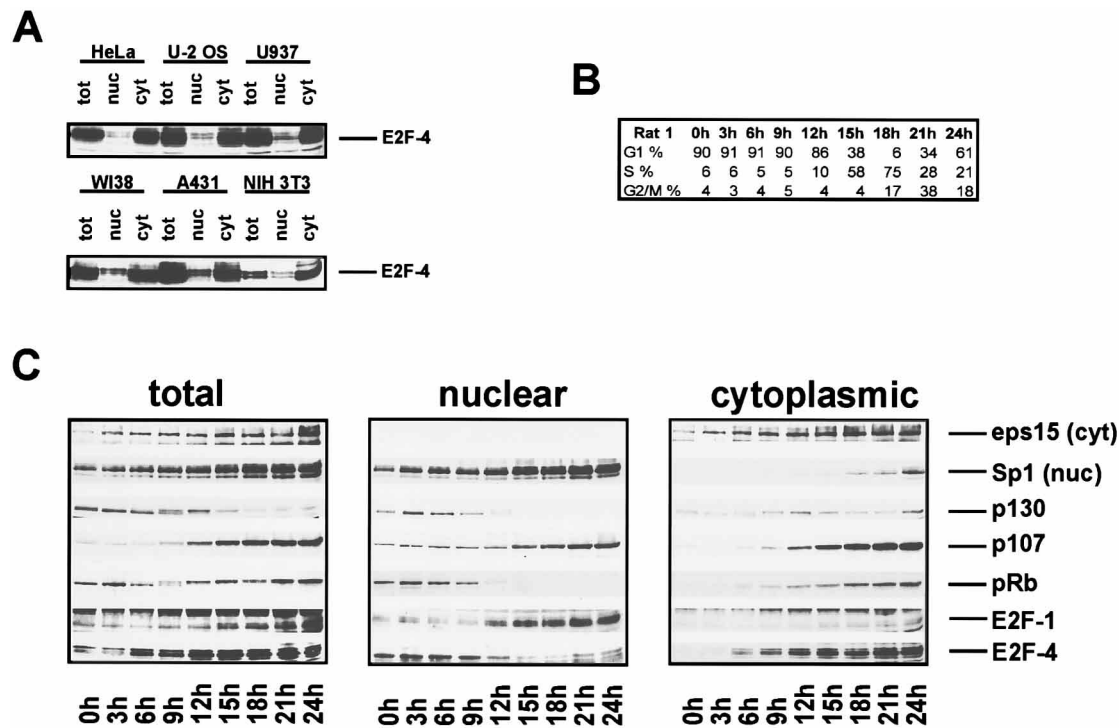 A
HeLa U-2 OS U937
tot nuc cyt tot nuc cyt tot nuc cyt
E2F-4
WI38 A431 NIH 3T3
tot nuc cyt tot nuc cyt tot nuc cyt
E2F-4
B
Rat 1 0h 3h 6h 9h 12h 15h 18h 21h 24h
G1 % 90 91 91 90 86 38 6 34 61
S % 6 6 5 5 10 58 75 28 21
G2/M % 4 3 4 5 4 4 17 38 18
C
total nuclear cytoplasmic
eps15 (cyt)
Sp1 (nuc)
p130
p107
pRb
E2F-1
E2F-4
0h 3h 6h 9h 12h 15h 18h 21h 24h 0h 3h 6h 9h 12h 15h 18h 21h 24h 0h 3h 6h 9h 12h 15h 18h 21h 24h